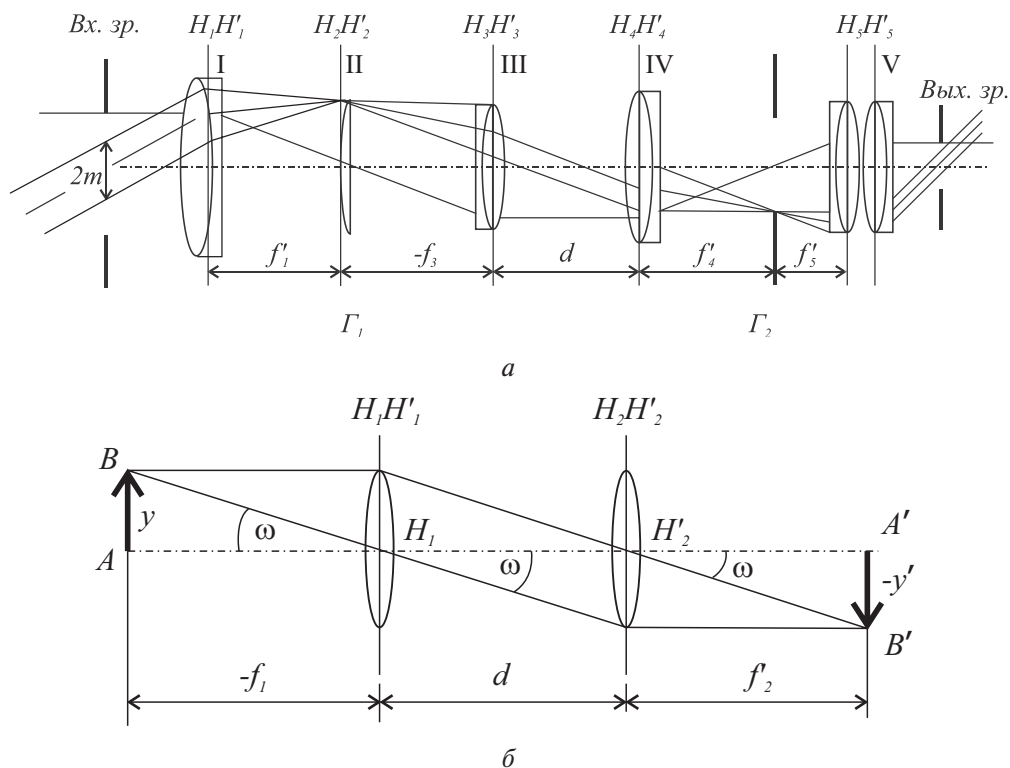 Вх. зр. H₁H′₁ H₂H′₂ H₃H′₃ H₄H′₄ H₅H′₅
I II III IV V
Вых. зр.
2m
f′₁ -f₃ d f′₄ f′₅
Г₁ Г₂
а
H₁H′₁ H₂H′₂
B
y ω H₁ H′₂ A′
A ω ω -y′
B′
-f₁ d f′₂
б